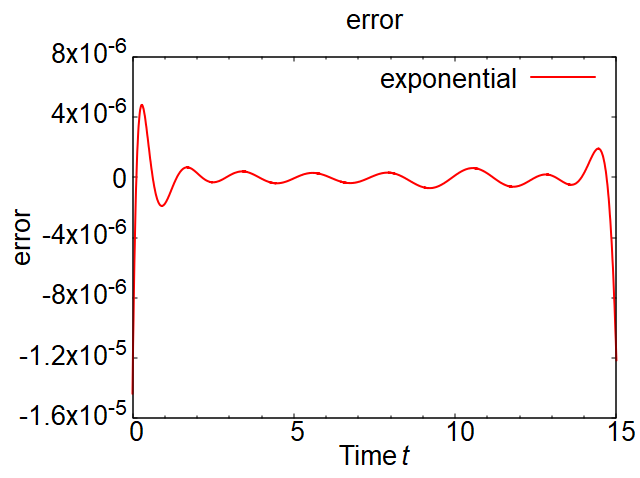 error
8x10⁻⁶
exponential
4x10⁻⁶
0
-4x10⁻⁶
-8x10⁻⁶
-1.2x10⁻⁵
-1.6x10⁻⁵
error
0 5 10 15
Time t